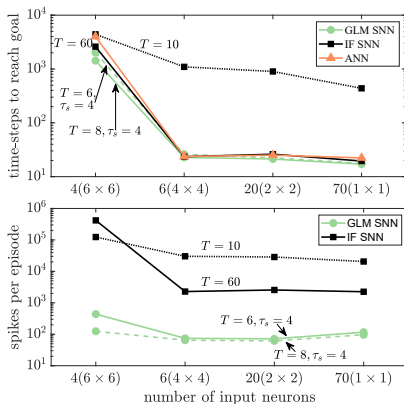 time-steps to reach goal
10^4
10^3
10^2
10^1
T = 60
T = 10
T = 6,
τ_s = 4
T = 8, τ_s = 4
GLM SNN
IF SNN
ANN
4(6 × 6)
6(4 × 4)
20(2 × 2)
70(1 × 1)
spikes per episode
10^6
10^5
10^4
10^3
10^2
10^1
GLM SNN
IF SNN
T = 10
T = 60
T = 6, τ_s = 4
T = 8, τ_s = 4
4(6 × 6)
6(4 × 4)
20(2 × 2)
70(1 × 1)
number of input neurons